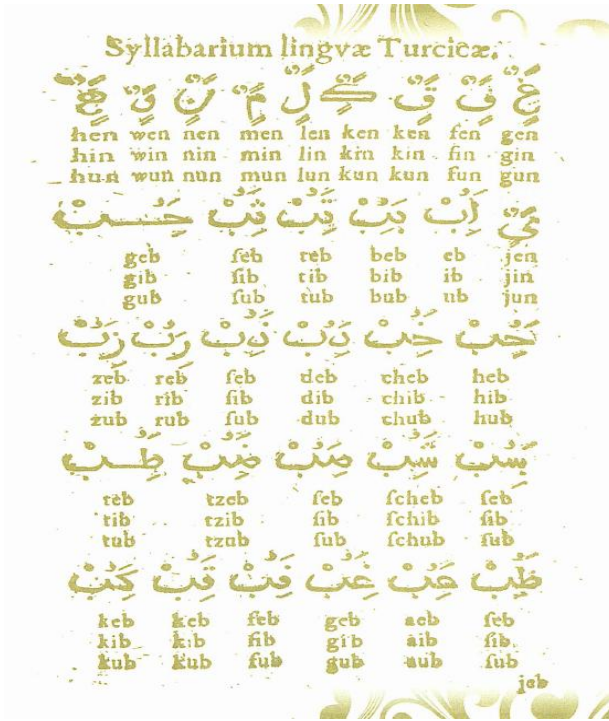 Syllabarium lingvæ Turcicæ.
غ ف ق ك ل م ن و ه
hen wen nen men len ken ken fen gen
hin win nin min lin kin kin fin gin
hun wun nun mun lun kun kun fun gun
ي اَِبْ بَُِبْ تَُِبْ ثَُِبْ جَُِبْ
geb ſeb teb beb eb jen
gib ſib tib bib ib jin
gub ſub tub bub ub jun
حَُِبْ خَُِبْ دَُِبْ ذَُِبْ رَُِبْ زَُِبْ
zeb reb ſeb deb cheb heb
zib rib ſib dib chib hib
zub rub ſub dub chub hub
سَُِبْ شَُِبْ صَُِبْ ضَُِبْ طَُِبْ
teb tzeb ſeb ſcheb ſeb
tib tzib ſib ſchib ſib
tub tzub ſub ſchub ſub
ظَُِبْ عَُِبْ غَُِبْ فَُِبْ قَُِبْ كَُِبْ
keb keb feb geb aeb ſeb
kib kib fib gib aib ſib.
kub kub fub gub aub ſub
jeb